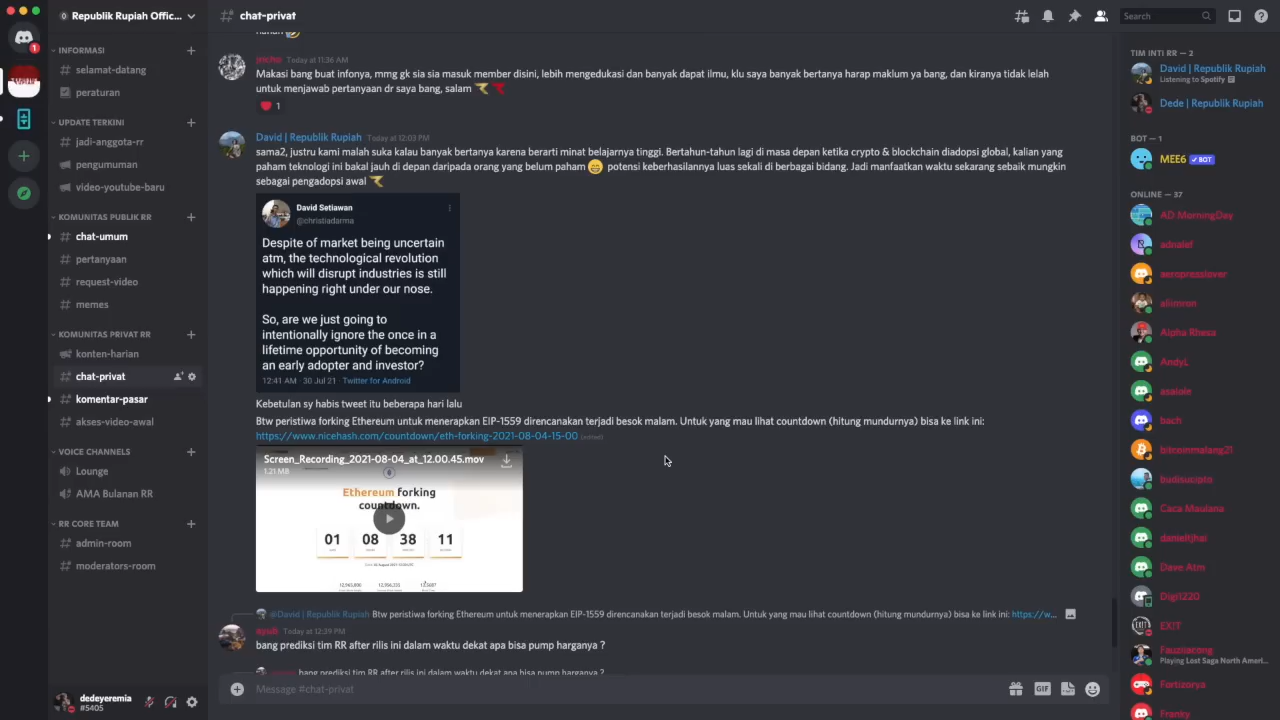 Republik Rupiah Offic...
chat-privat
Search
1
INFORMASI
selamat-datang
peraturan
UPDATE TERKINI
jadi-anggota-rr
pengumuman
video-youtube-baru
KOMUNITAS PUBLIK RR
chat-umum
pertanyaan
request-video
memes
KOMUNITAS PRIVAT RR
konten-harian
chat-privat
komentar-pasar
akses-video-awal
VOICE CHANNELS
Lounge
AMA Bulanan RR
RR CORE TEAM
admin-room
moderators-room
dedeyeremia
#5405
Today at 11:36 AM
Makasi bang buat infonya, mmg gk sia sia masuk member disini, lebih mengedukasi dan banyak dapat ilmu, klu saya banyak bertanya harap maklum ya bang, dan kiranya tidak lelah
untuk menjawab pertanyaan dr saya bang, salam
1
David | Republik Rupiah Today at 12:03 PM
sama2, justru kami malah suka kalau banyak bertanya karena berarti minat belajarnya tinggi. Bertahun-tahun lagi di masa depan ketika crypto & blockchain diadopsi global, kalian yang
paham teknologi ini bakal jauh di depan daripada orang yang belum paham potensi keberhasilannya luas sekali di berbagai bidang. Jadi manfaatkan waktu sekarang sebaik mungkin
sebagai pengadopsi awal
David Setiawan
@christiadarma
Despite of market being uncertain
atm, the technological revolution
which will disrupt industries is still
happening right under our nose.
So, are we just going to
intentionally ignore the once in a
lifetime opportunity of becoming
an early adopter and investor?
12:41 AM · 30 Jul 21 · Twitter for Android
Kebetulan sy habis tweet itu beberapa hari lalu
Btw peristiwa forking Ethereum untuk menerapkan EIP-1559 direncanakan terjadi besok malam. Untuk yang mau lihat countdown (hitung mundurnya) bisa ke link ini:
https://www.nicehash.com/countdown/eth-forking-2021-08-04-15-00 (edited)
Screen_Recording_2021-08-04_at_12.00.45.mov
1.21 MB
Ethereum forking
countdown.
01 08 38 11
@David | Republik Rupiah Btw peristiwa forking Ethereum untuk menerapkan EIP-1559 direncanakan terjadi besok malam. Untuk yang mau lihat countdown (hitung mundurnya) bisa ke link ini: https://w...
Today at 12:39 PM
bang prediksi tim RR after rilis ini dalam waktu dekat apa bisa pump harganya ?
bang prediksi tim RR after rilis ini dalam waktu dekat apa bisa pump harganya ?
Message #chat-privat
GIF
TIM INTI RR — 2
David | Republik Rupiah
Listening to Spotify
Dede | Republik Rupiah
BOT — 1
MEE6 ✓ BOT
ONLINE — 37
AD MorningDay
adnalef
aeropresslover
aliimron
Alpha Rhesa
AndyL
asalole
bach
bitcoinmalang21
budisucipto
Caca Maulana
danieltjhai
Dave Atm
Digi1220
EX!T
Fauziiacong
Playing Lost Saga North Ameri...
Fortizorya
Franky